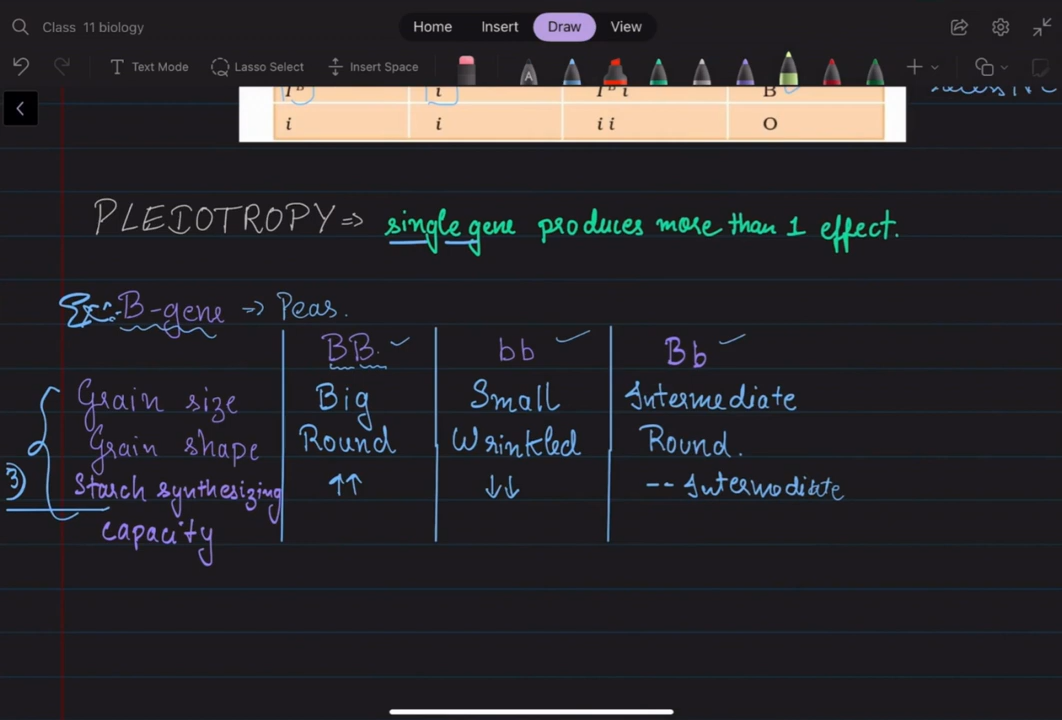 Class 11 biology
Home Insert Draw View
Text Mode Lasso Select Insert Space A
I^B i I^B i B
i i i i O
PLEIOTROPY => single gene produces more than 1 effect.
Ex:- B-gene => Peas.
BB. bb Bb
Grain size Big Small Intermediate
Grain shape Round Wrinkled Round.
3) Starch synthesizing ↑↑ ↓↓ -- Intermediate
capacity